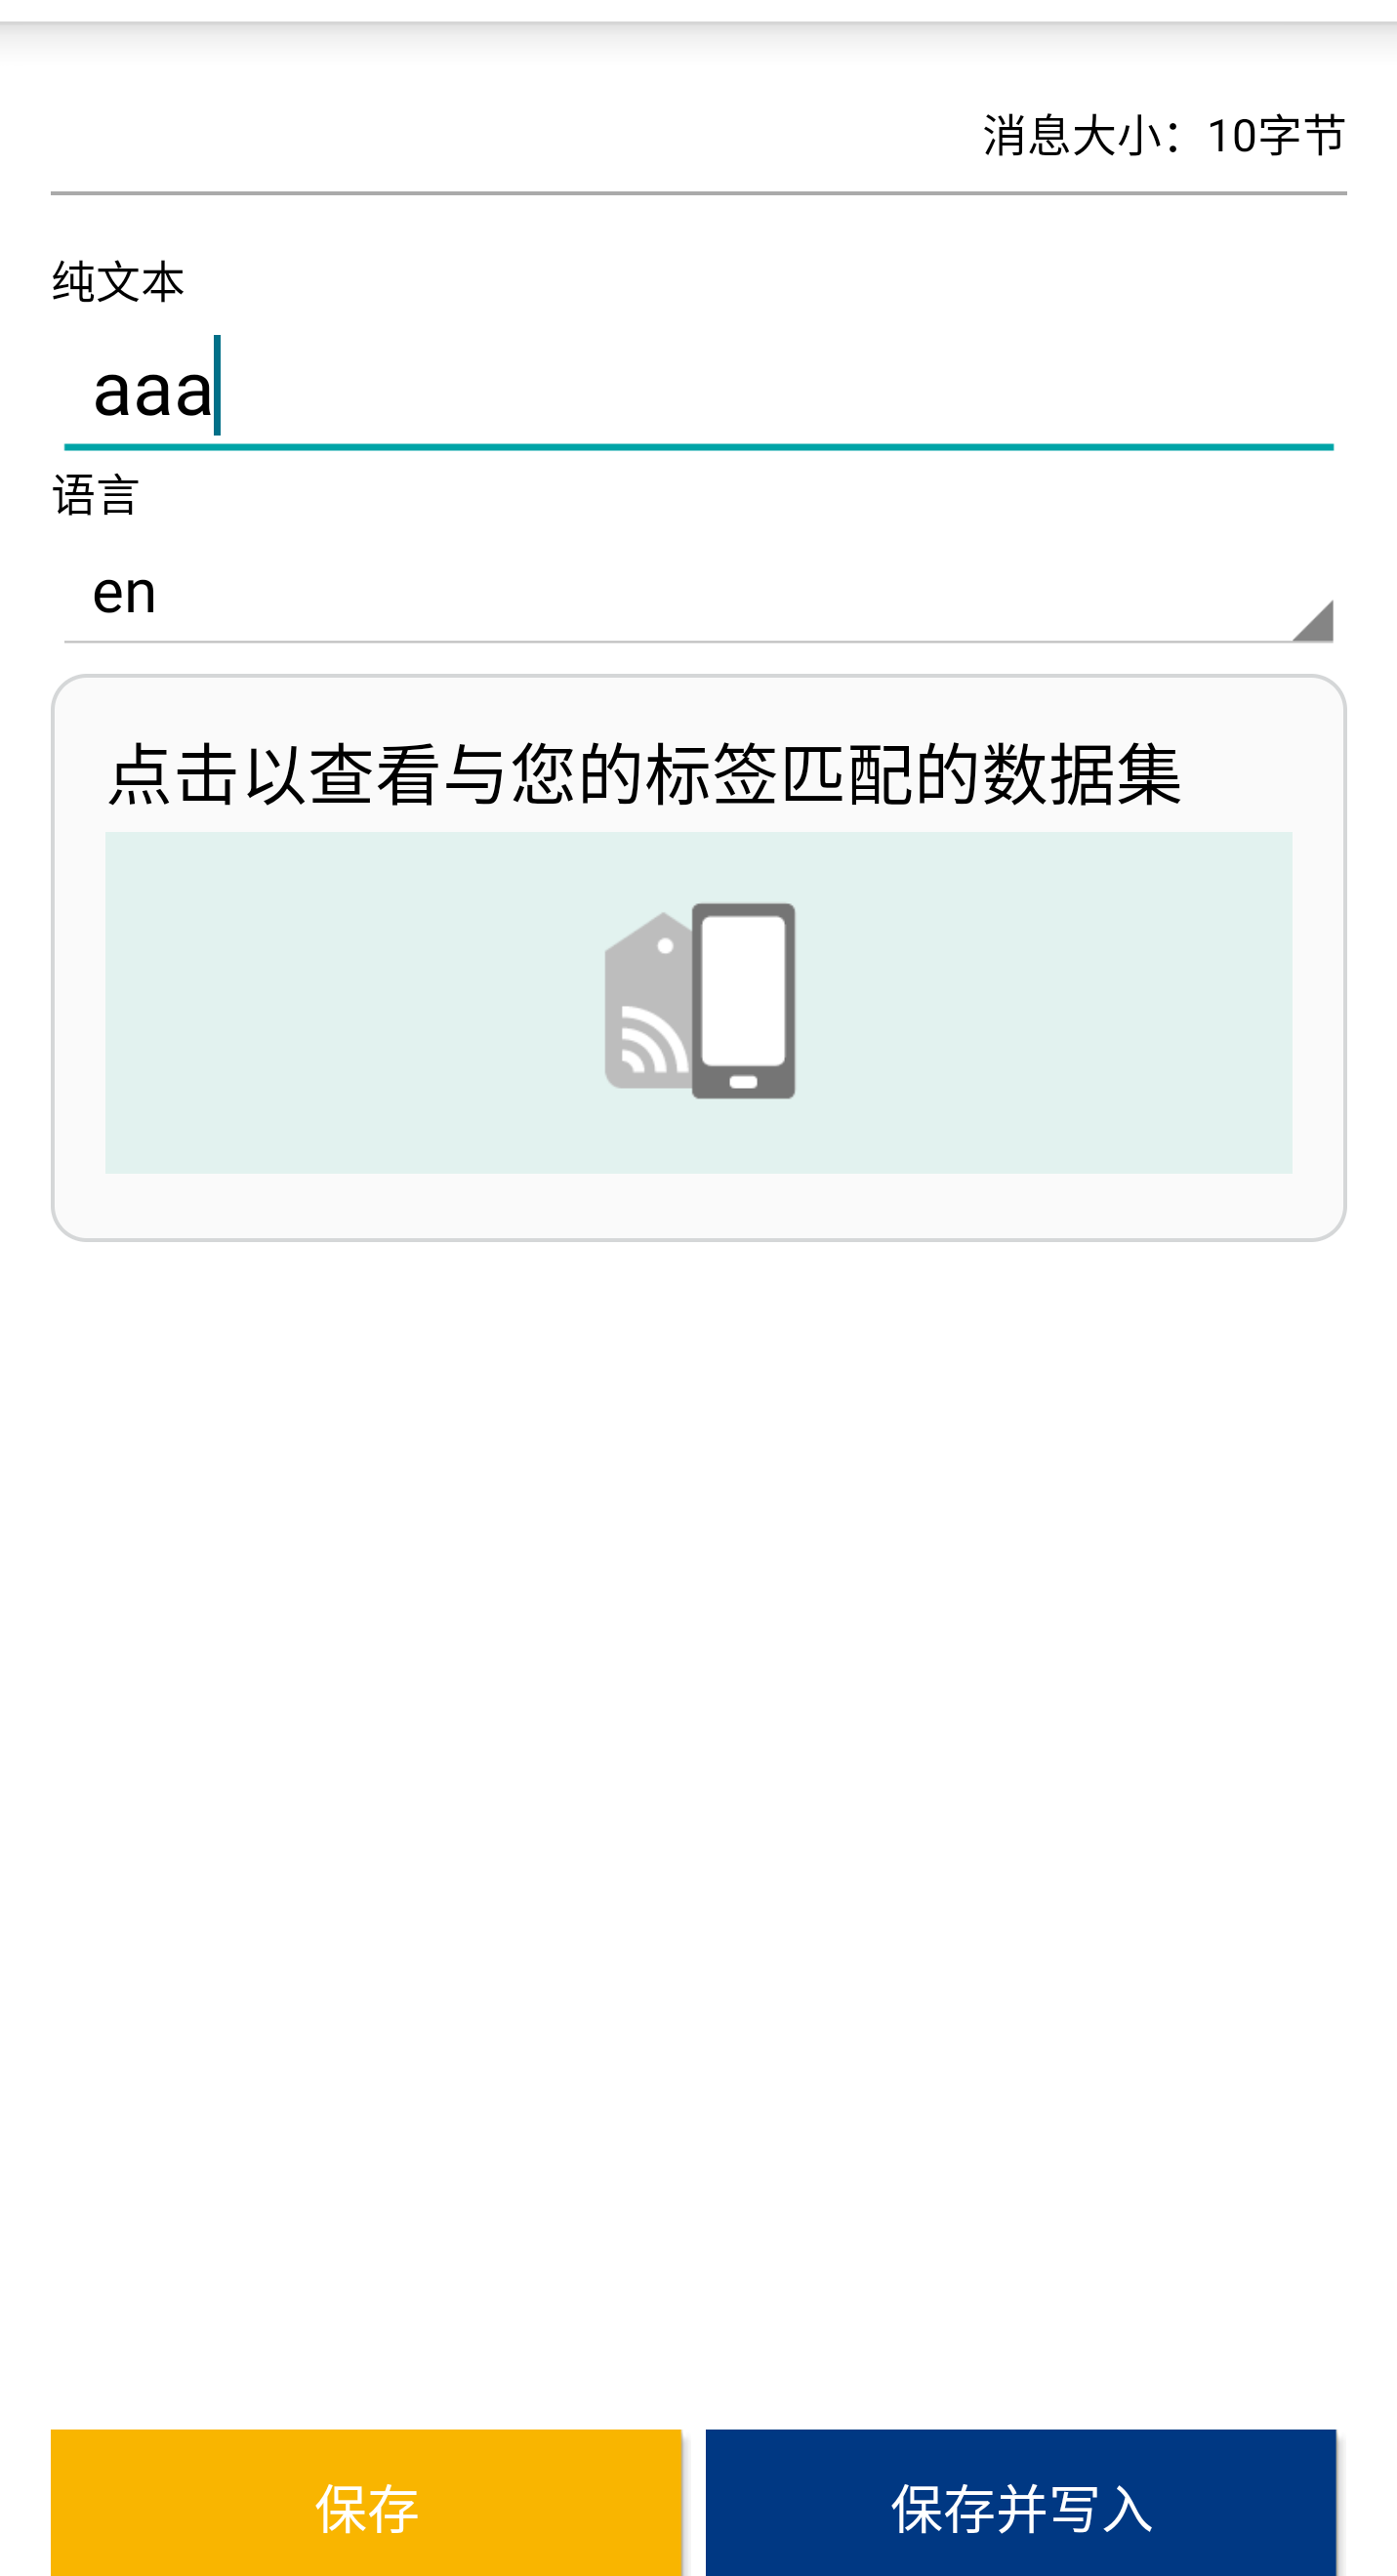 消息大小：10字节
纯文本
aaa
语言
en
点击以查看与您的标签匹配的数据集
保存
保存并写入